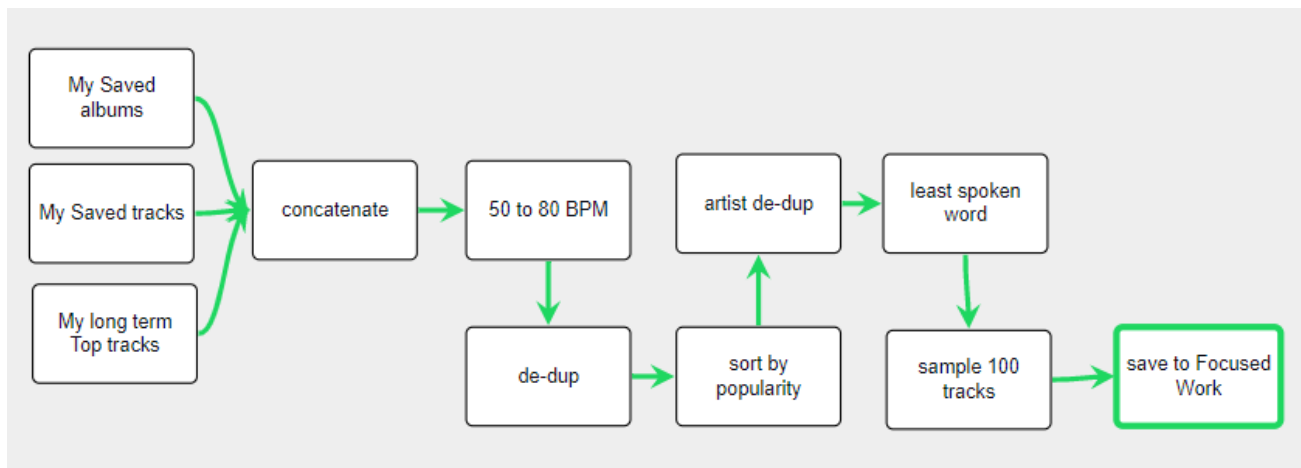 My Saved
albums
My Saved tracks
My long term
Top tracks
concatenate
50 to 80 BPM
de-dup
sort by
popularity
artist de-dup
least spoken
word
sample 100
tracks
save to Focused
Work